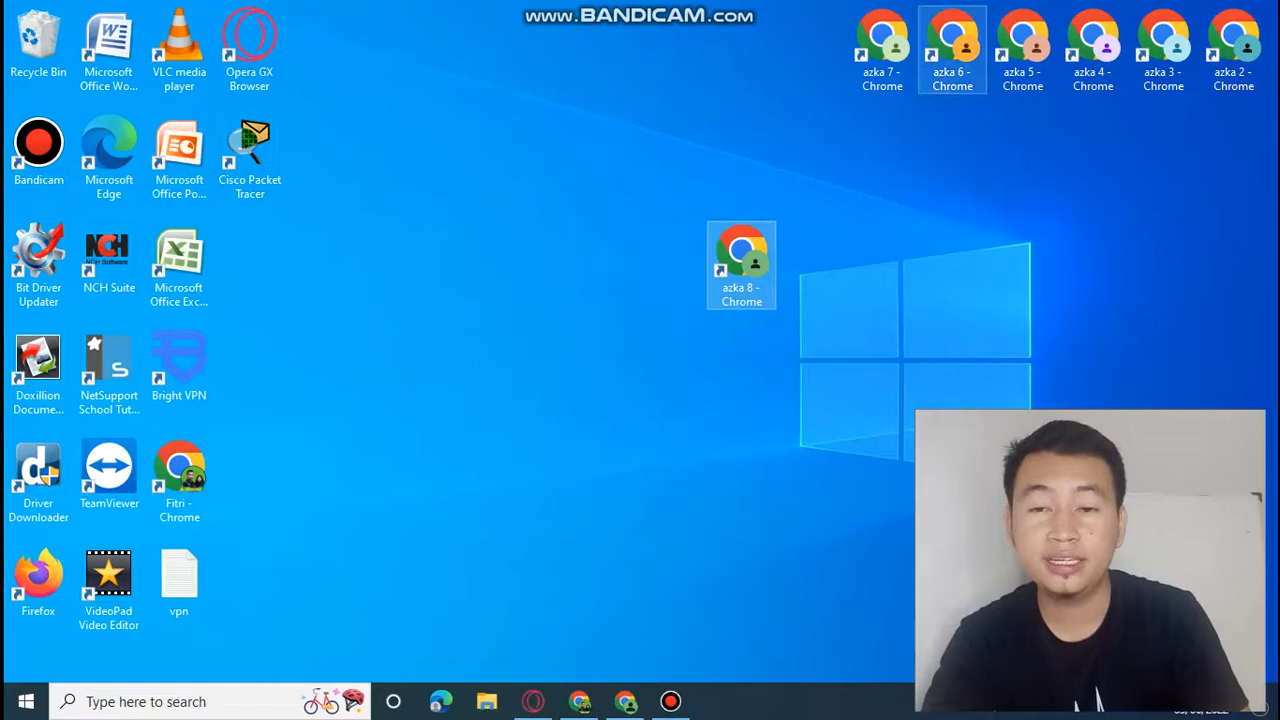 www.BANDICAM.com
Recycle Bin
Microsoft
Office Wo...
VLC media
player
Opera GX
Browser
azka 7 -
Chrome
azka 6 -
Chrome
azka 5 -
Chrome
azka 4 -
Chrome
azka 3 -
Chrome
azka 2 -
Chrome
Bandicam
Microsoft
Edge
Microsoft
Office Po...
Cisco Packet
Tracer
Bit Driver
Updater
NCH Software
NCH Suite
Microsoft
Office Exc...
azka 8 -
Chrome
Doxillion
Docume...
NetSupport
School Tut...
Bright VPN
Driver
Downloader
TeamViewer
Fitri -
Chrome
Firefox
VideoPad
Video Editor
vpn
Type here to search